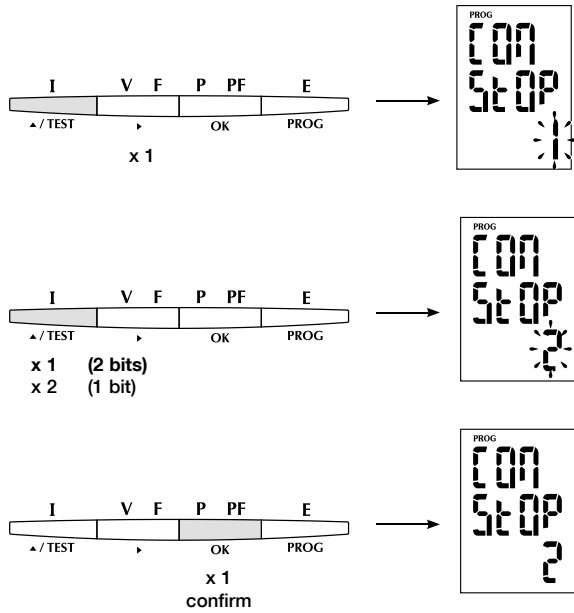 I V F P PF E
▲ / TEST ▸ OK PROG
x 1
PROG
COM
StOP
1
I V F P PF E
▲ / TEST ▸ OK PROG
x 1 (2 bits)
x 2 (1 bit)
PROG
COM
StOP
2
I V F P PF E
▲ / TEST ▸ OK PROG
x 1
confirm
PROG
COM
StOP
2